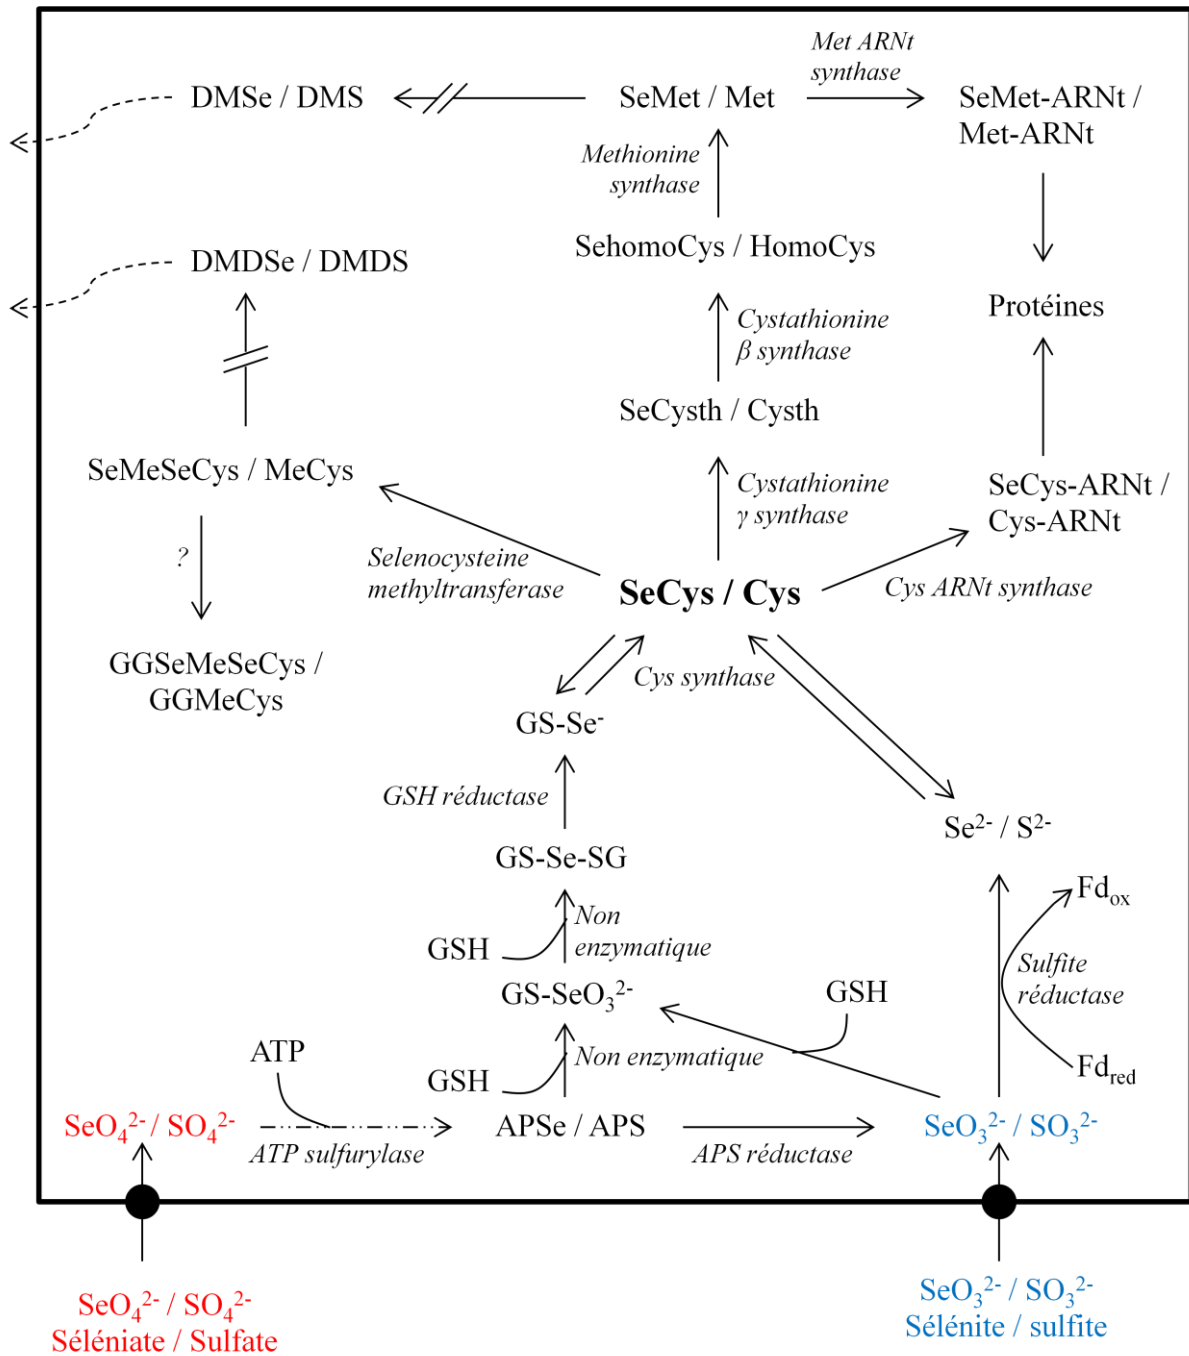 Met ARNt
synthase
DMSe / DMS
SeMet / Met
SeMet-ARNt /
Met-ARNt
Methionine
synthase
DMDSe / DMDS
SehomoCys / HomoCys
Protéines
Cystathionine
β synthase
SeCysth / Cysth
SeMeSeCys / MeCys
Cystathionine
γ synthase
SeCys-ARNt /
Cys-ARNt
?
Selenocysteine
methyltransferase
SeCys / Cys
Cys ARNt synthase
GGSeMeSeCys /
GGMeCys
Cys synthase
GS-Se⁻
GSH réductase
Se²⁻ / S²⁻
GS-Se-SG
Fdₒₓ
Non
enzymatique
GSH
Sulfite
réductase
GS-SeO₃²⁻
GSH
ATP
Non enzymatique
GSH
Fd_red
SeO₄²⁻ / SO₄²⁻
APSe / APS
SeO₃²⁻ / SO₃²⁻
ATP sulfurylase
APS réductase
SeO₄²⁻ / SO₄²⁻
Séléniate / Sulfate
SeO₃²⁻ / SO₃²⁻
Sélénite / sulfite